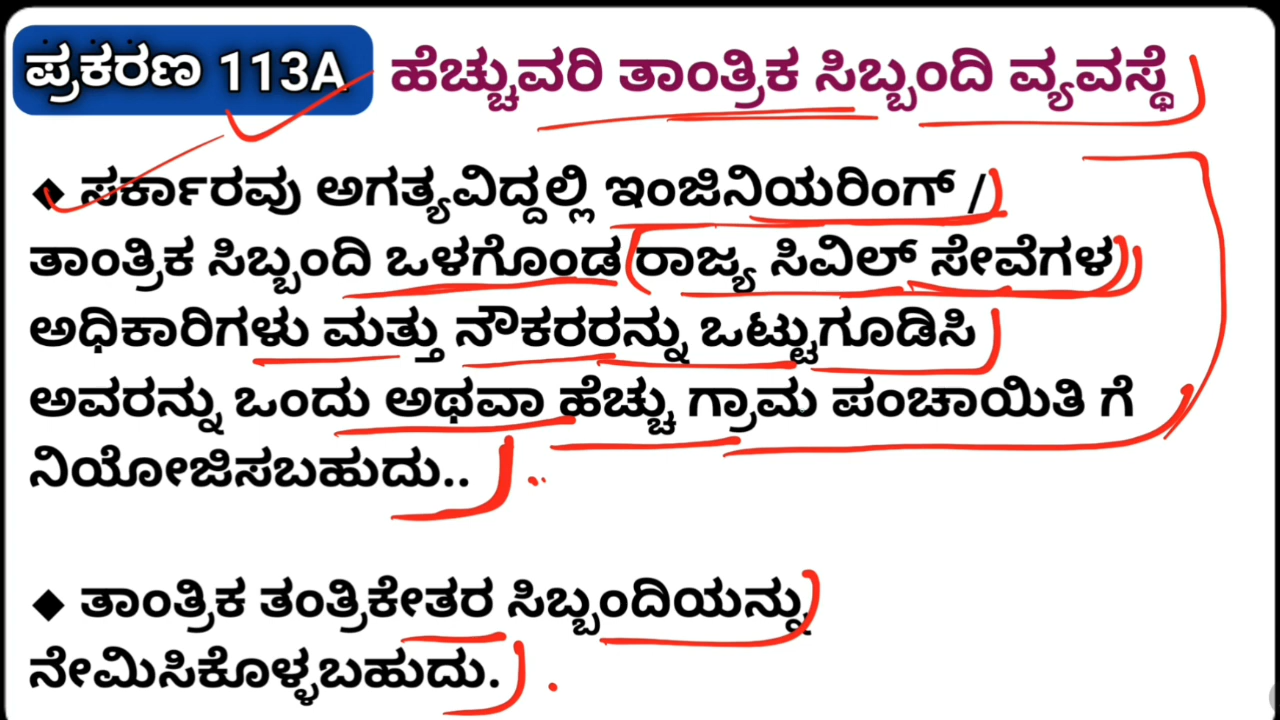 ಪ್ರಕರಣ 113A ಹೆಚ್ಚುವರಿ ತಾಂತ್ರಿಕ ಸಿಬ್ಬಂದಿ ವ್ಯವಸ್ಥೆ
◆ ಸರ್ಕಾರವು ಅಗತ್ಯವಿದ್ದಲ್ಲಿ ಇಂಜಿನಿಯರಿಂಗ್ /
ತಾಂತ್ರಿಕ ಸಿಬ್ಬಂದಿ ಒಳಗೊಂಡ ರಾಜ್ಯ ಸಿವಿಲ್ ಸೇವೆಗಳ
ಅಧಿಕಾರಿಗಳು ಮತ್ತು ನೌಕರರನ್ನು ಒಟ್ಟುಗೂಡಿಸಿ
ಅವರನ್ನು ಒಂದು ಅಥವಾ ಹೆಚ್ಚು ಗ್ರಾಮ ಪಂಚಾಯಿತಿ ಗೆ
ನಿಯೋಜಿಸಬಹುದು..
◆ ತಾಂತ್ರಿಕ ತಂತ್ರಿಕೇತರ ಸಿಬ್ಬಂದಿಯನ್ನು
ನೇಮಿಸಿಕೊಳ್ಳಬಹುದು.